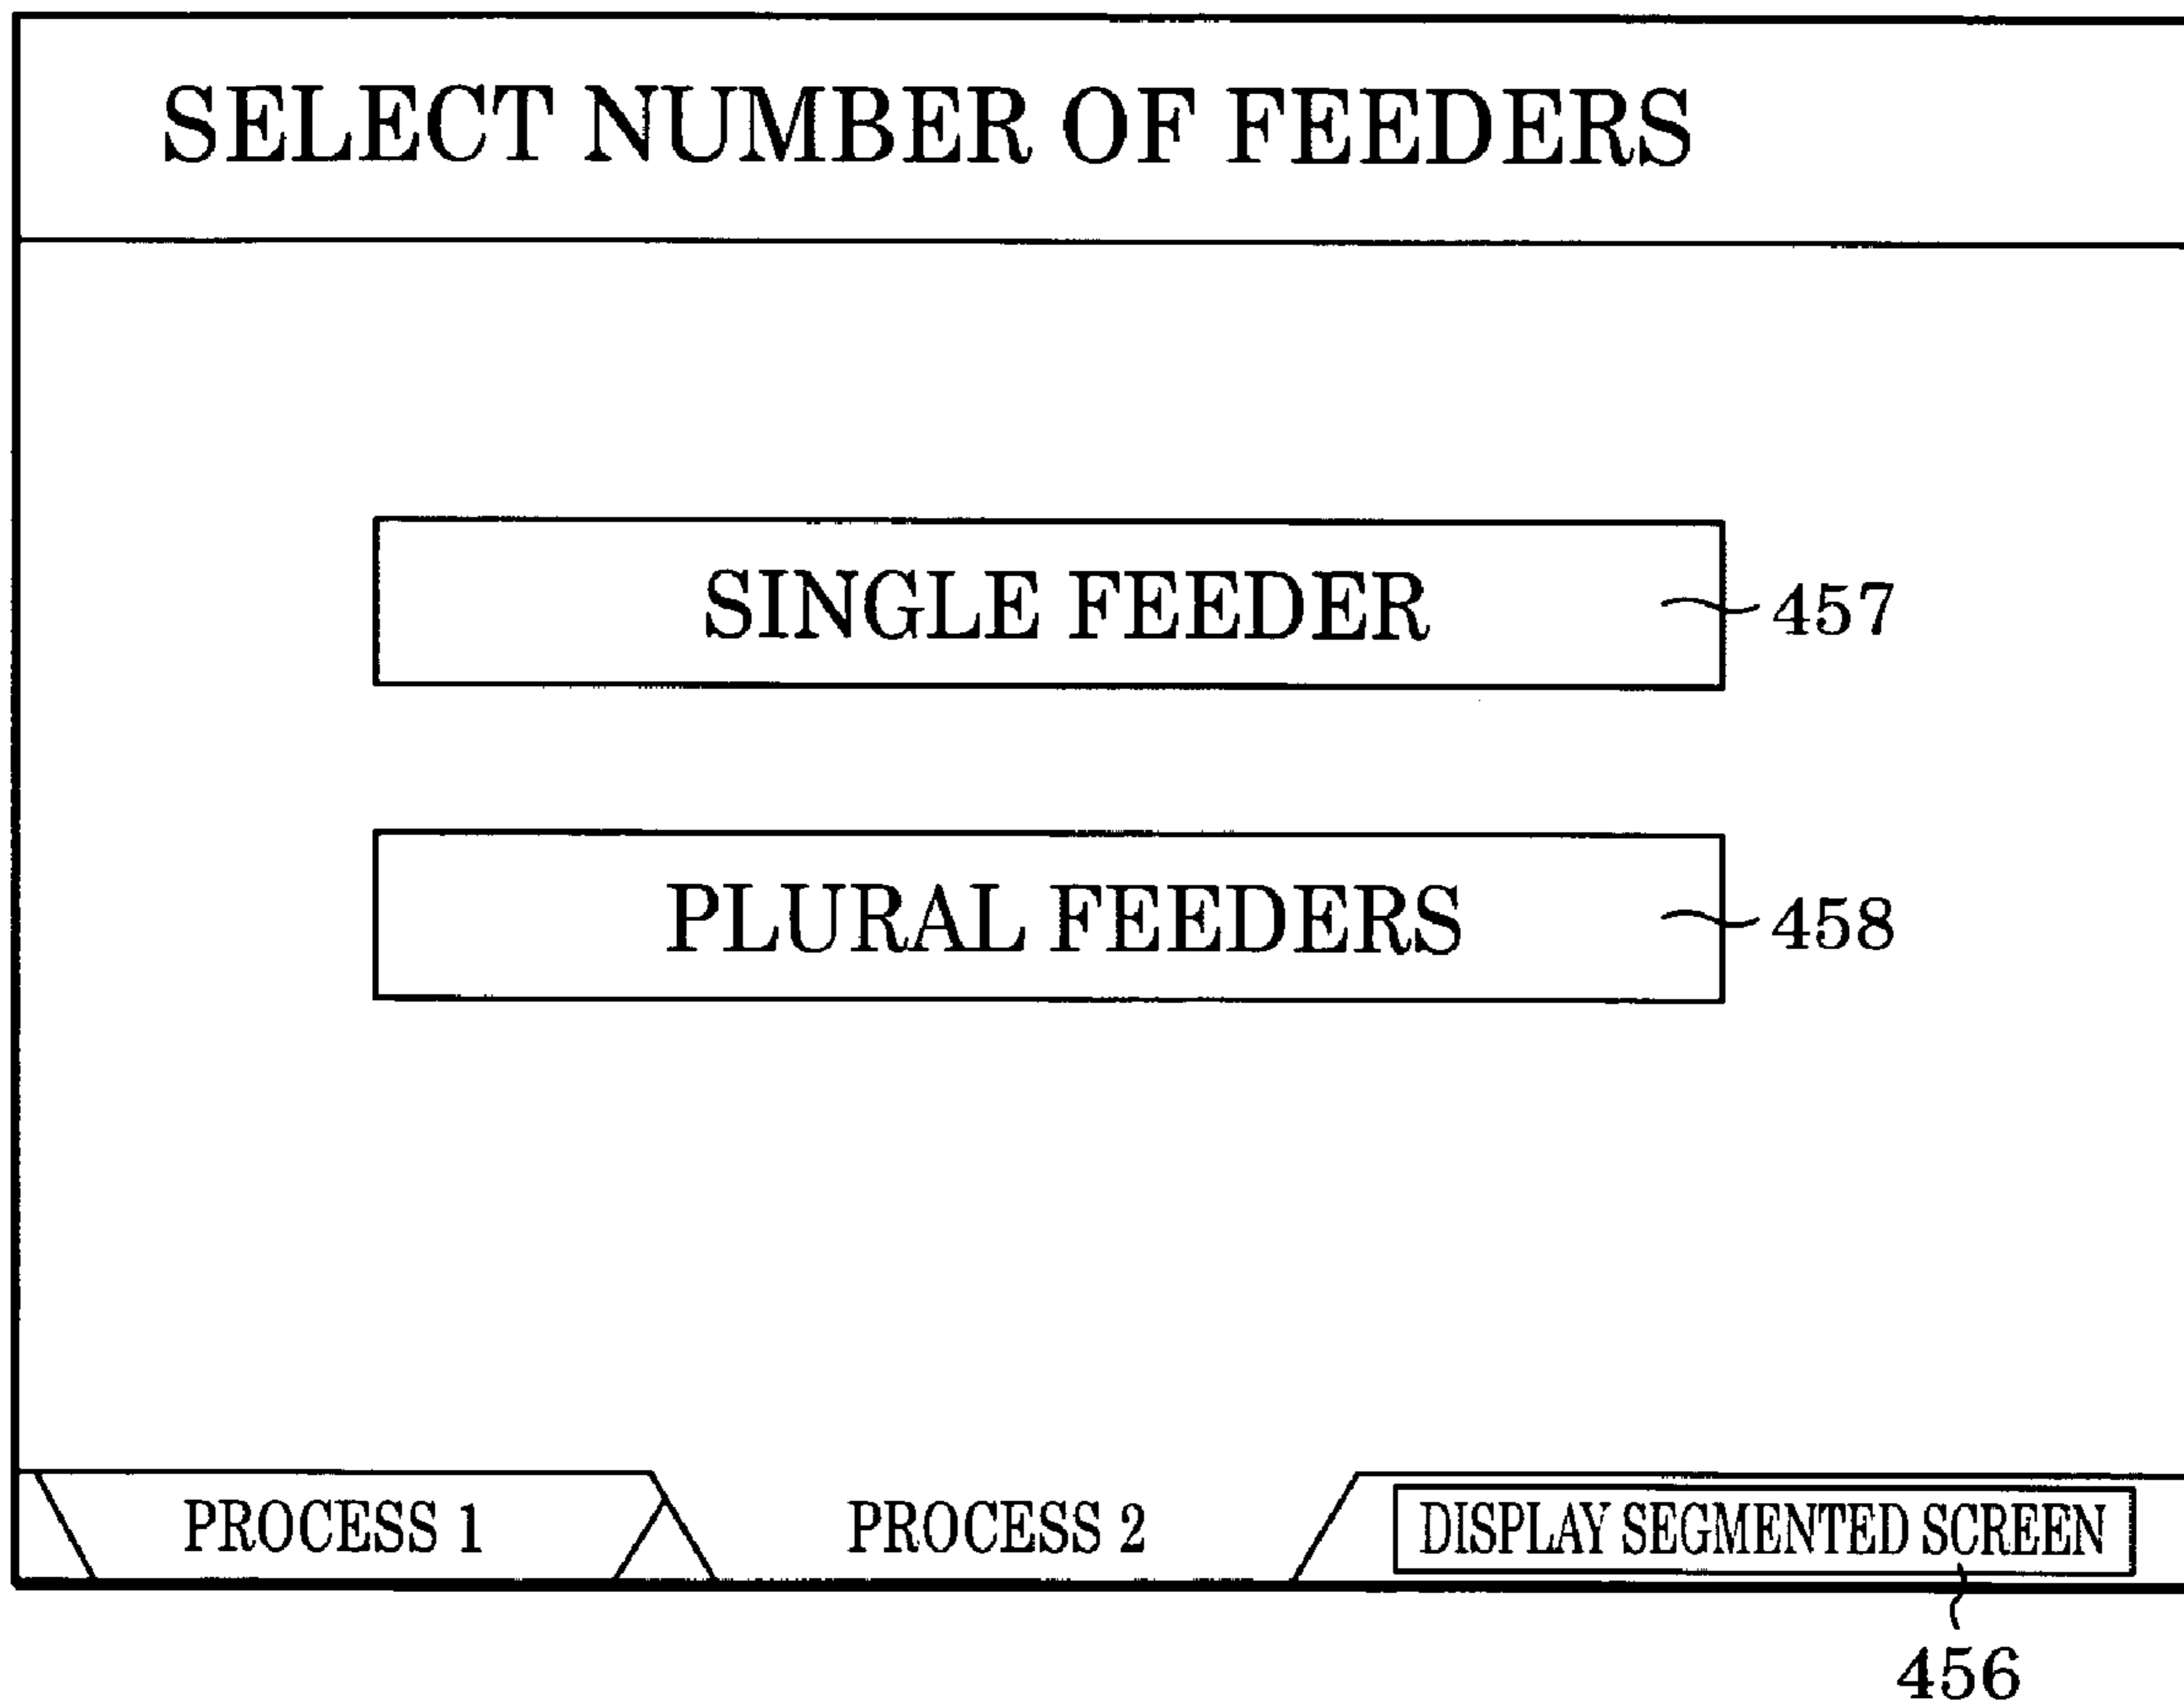 SELECT NUMBER OF FEEDERS
SINGLE FEEDER
457
PLURAL FEEDERS
458
PROCESS 1
PROCESS 2
DISPLAY SEGMENTED SCREEN
456